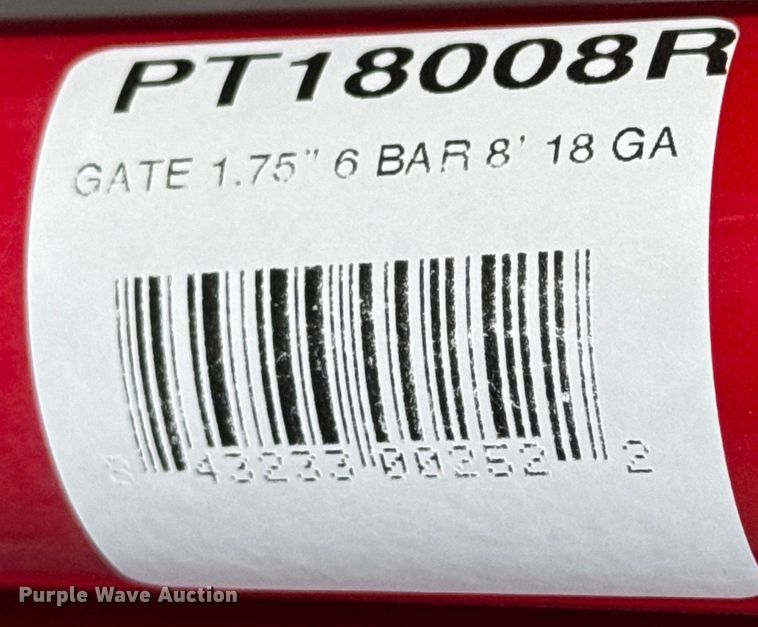 PT18008R
GATE 1.75" 6 BAR 8' 18 GA
8 43233 00252 2
Purple Wave Auction